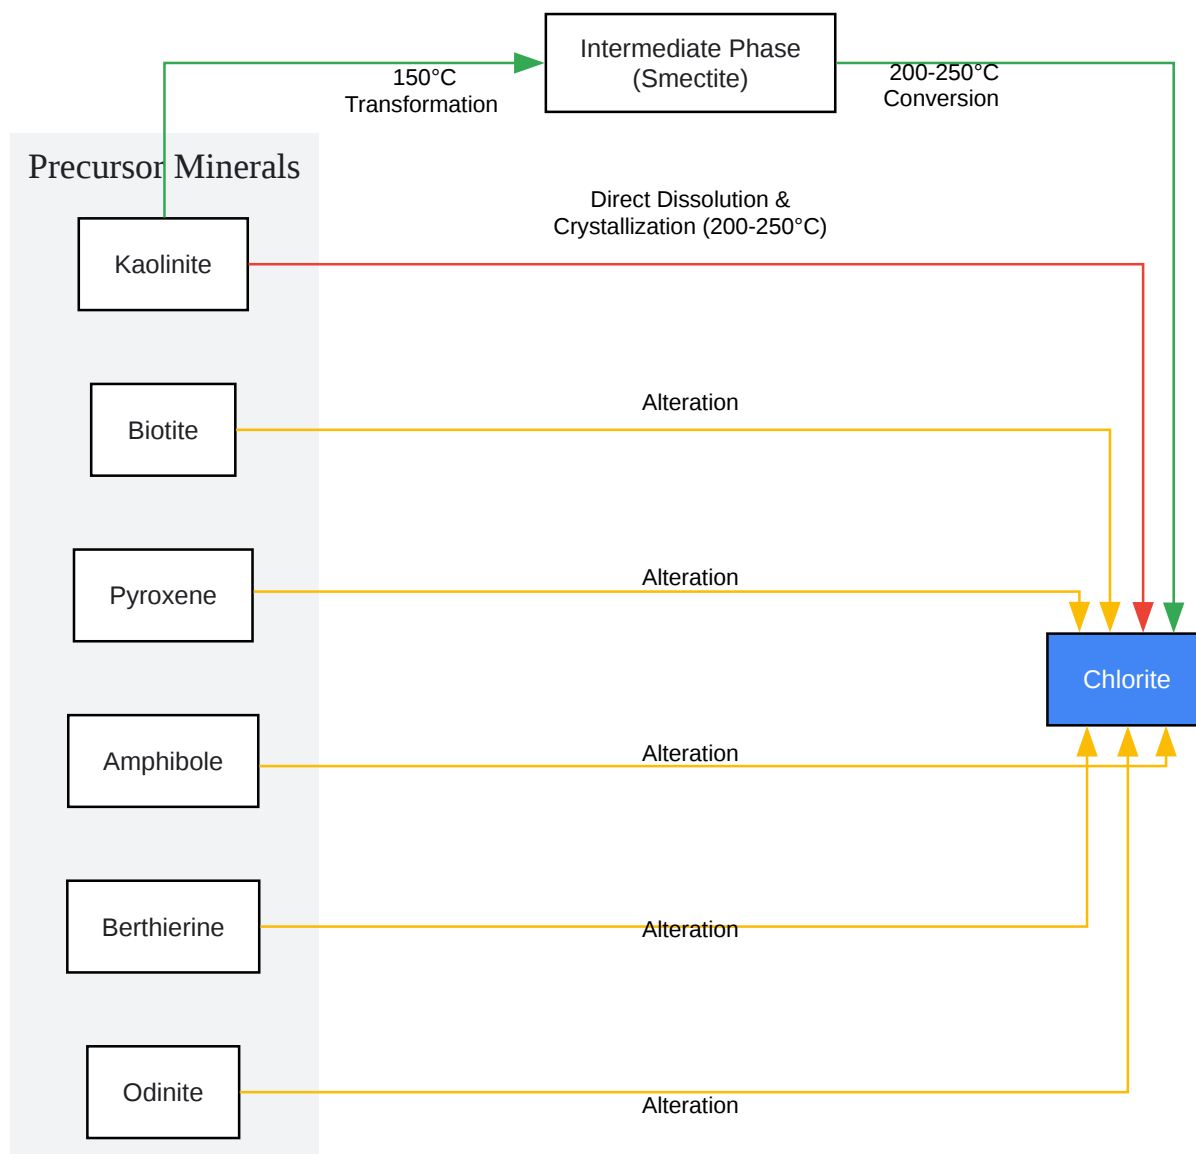 Intermediate Phase
(Smectite)
150°C
Transformation
200-250°C
Conversion
Precursor Minerals
Direct Dissolution &
Crystallization (200-250°C)
Kaolinite
Alteration
Biotite
Alteration
Pyroxene
Chlorite
Alteration
Amphibole
Alteration
Berthierine
Alteration
Odinite